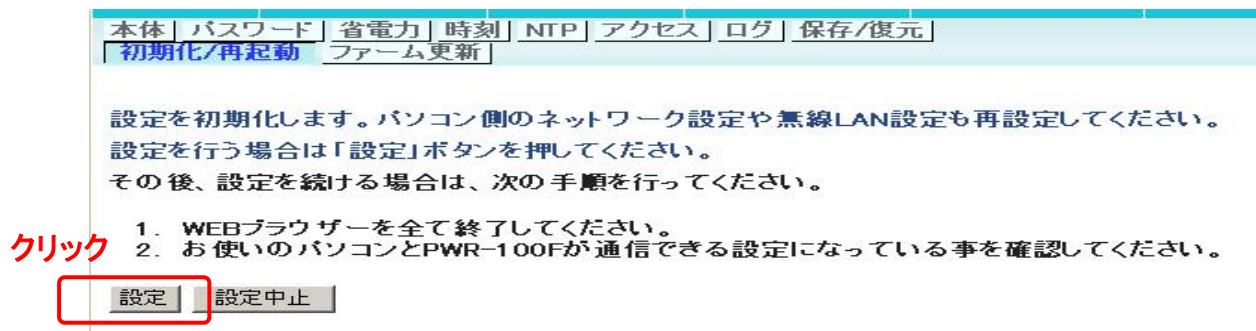 本体 パスワード 省電力 時刻 NTP アクセス ログ 保存/復元
初期化/再起動 ファーム更新
設定を初期化します。パソコン側のネットワーク設定や無線LAN設定も再設定してください。
設定を行う場合は「設定」ボタンを押してください。
その後、設定を続ける場合は、次の手順を行ってください。
1. WEBブラウザーを全て終了してください。
クリック
2. お使いのパソコンとPWR-100Fが通信できる設定になっている事を確認してください。
設定 設定中止